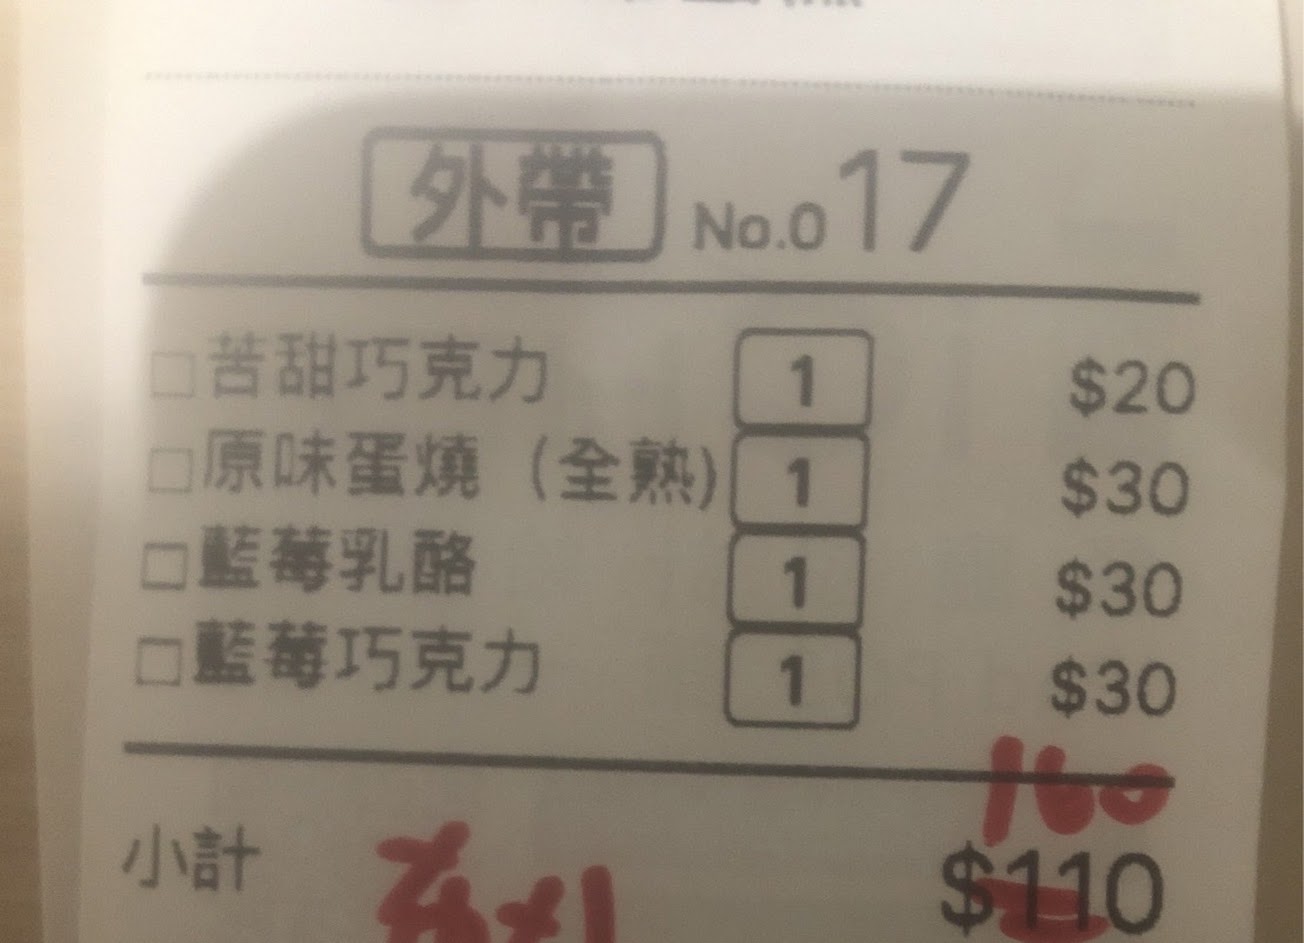 外帶 No.017
□苦甜巧克力 1 $20
□原味蛋燒 (全熟) 1 $30
□藍莓乳酪 1 $30
□藍莓巧克力 1 $30
160
小計 $110